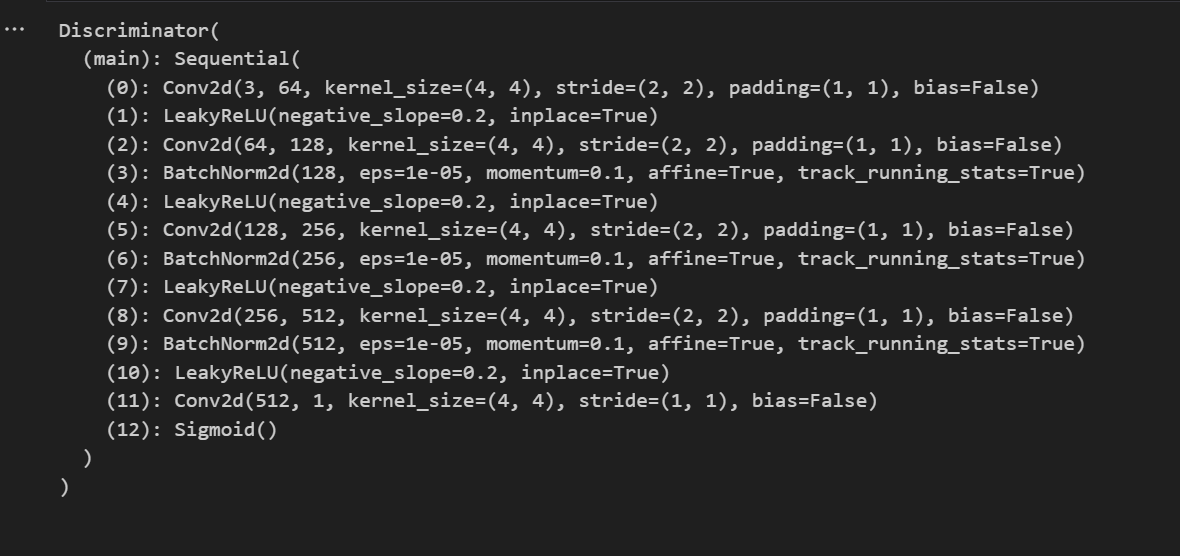 ... Discriminator(
(main): Sequential(
(0): Conv2d(3, 64, kernel_size=(4, 4), stride=(2, 2), padding=(1, 1), bias=False)
(1): LeakyReLU(negative_slope=0.2, inplace=True)
(2): Conv2d(64, 128, kernel_size=(4, 4), stride=(2, 2), padding=(1, 1), bias=False)
(3): BatchNorm2d(128, eps=1e-05, momentum=0.1, affine=True, track_running_stats=True)
(4): LeakyReLU(negative_slope=0.2, inplace=True)
(5): Conv2d(128, 256, kernel_size=(4, 4), stride=(2, 2), padding=(1, 1), bias=False)
(6): BatchNorm2d(256, eps=1e-05, momentum=0.1, affine=True, track_running_stats=True)
(7): LeakyReLU(negative_slope=0.2, inplace=True)
(8): Conv2d(256, 512, kernel_size=(4, 4), stride=(2, 2), padding=(1, 1), bias=False)
(9): BatchNorm2d(512, eps=1e-05, momentum=0.1, affine=True, track_running_stats=True)
(10): LeakyReLU(negative_slope=0.2, inplace=True)
(11): Conv2d(512, 1, kernel_size=(4, 4), stride=(1, 1), bias=False)
(12): Sigmoid()
)
)